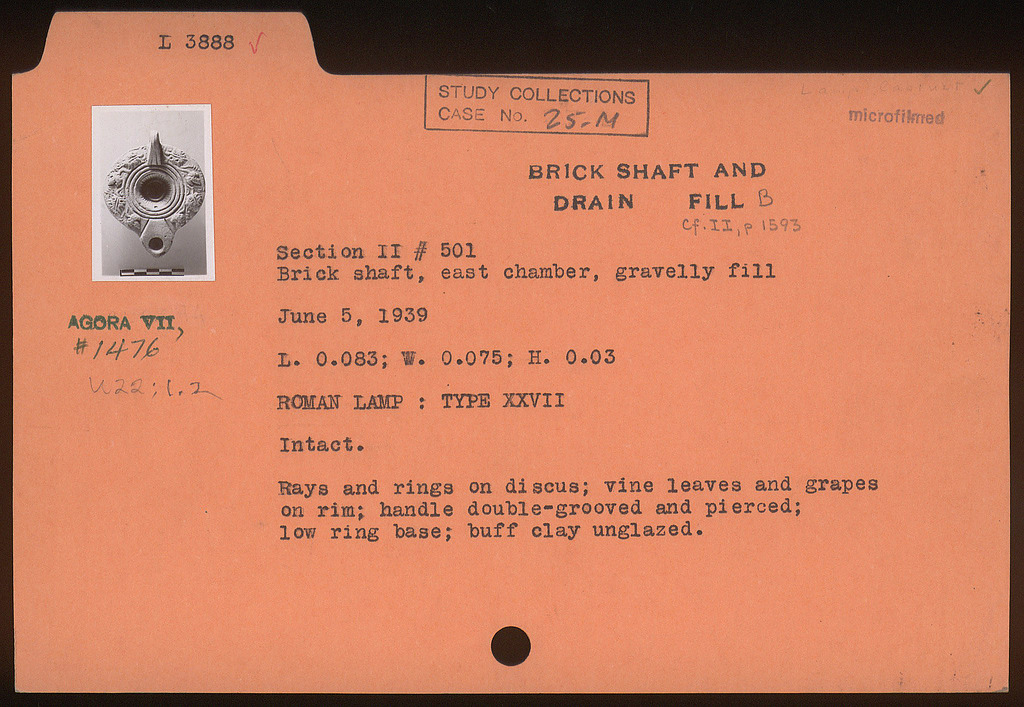 L 3888 ✓
STUDY COLLECTIONS
CASE No. 25-M
✓
microfilmed
BRICK SHAFT AND
DRAIN FILL B
Cf. II, p 1593
Section II # 501
Brick shaft, east chamber, gravelly fill
June 5, 1939
AGORA VII,
#1476
L. 0.083; W. 0.075; H. 0.03
ROMAN LAMP : TYPE XXVII
Intact.
Rays and rings on discus; vine leaves and grapes
on rim; handle double-grooved and pierced;
low ring base; buff clay unglazed.